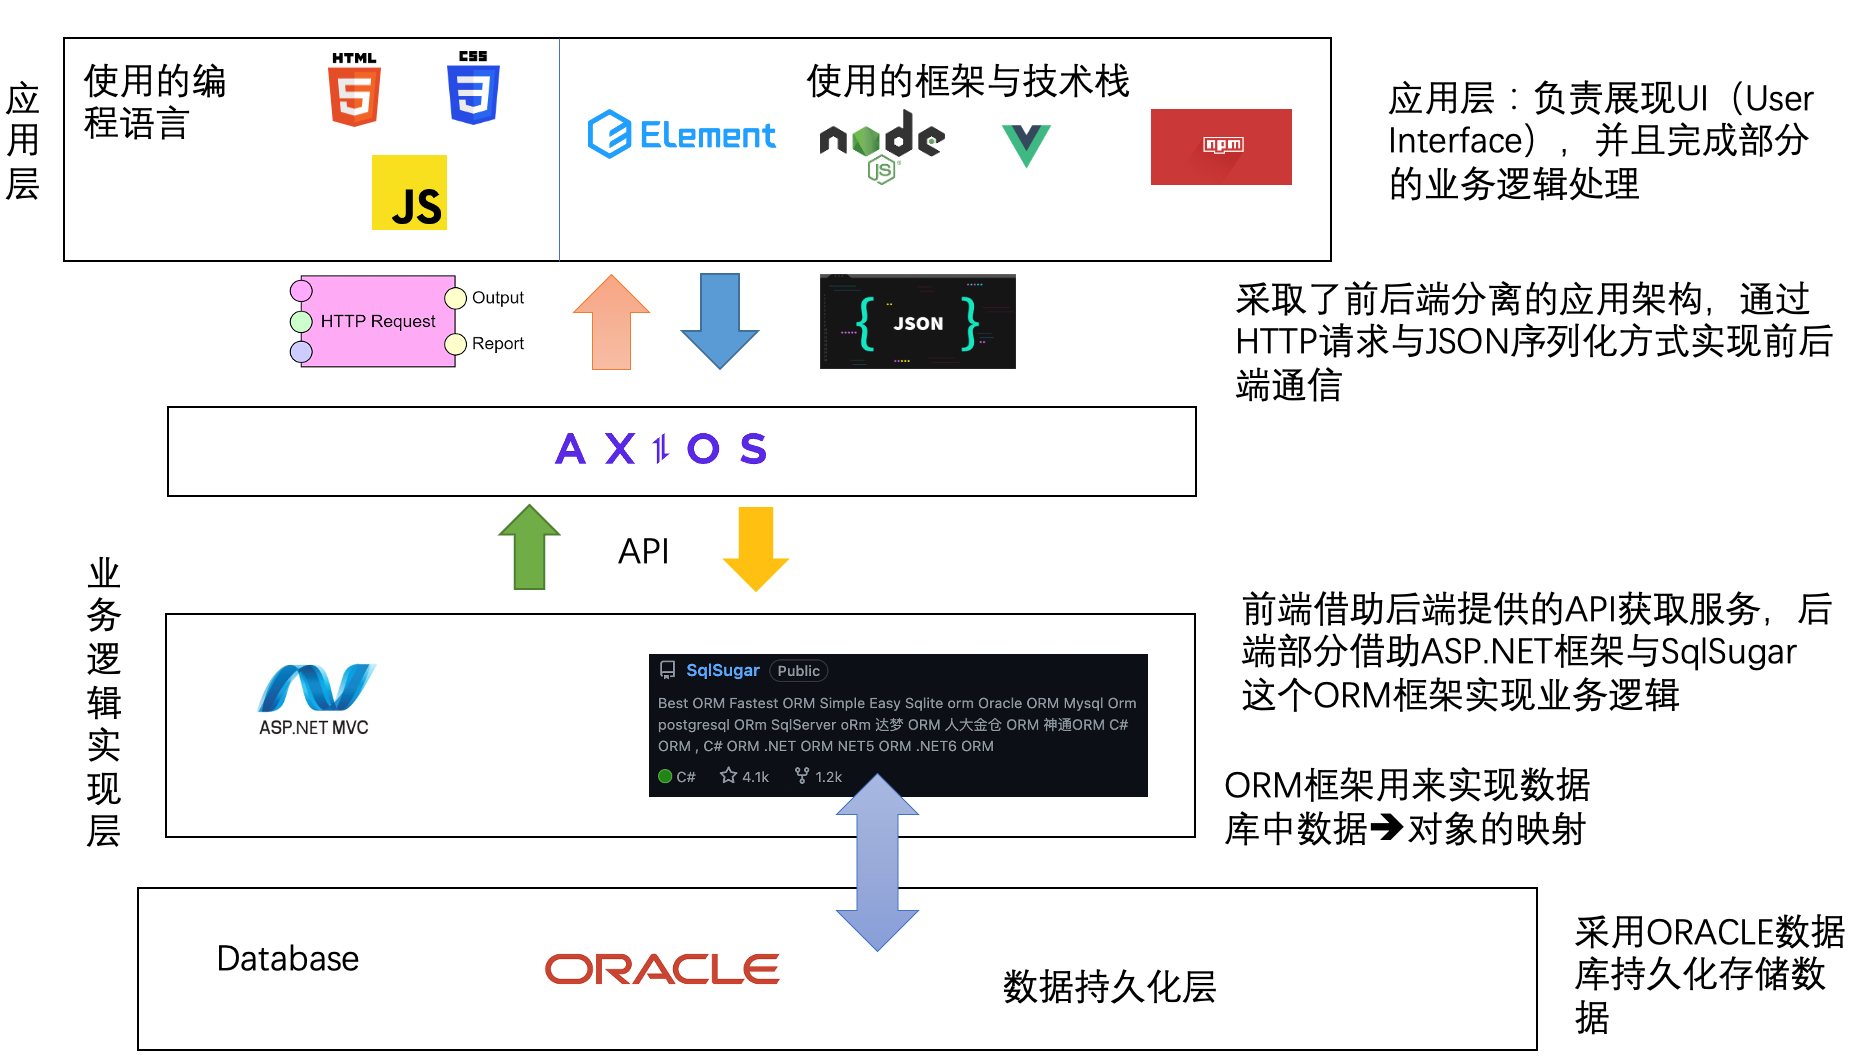 应
用
层
使用的编
程语言
HTML
CSS
JS
使用的框架与技术栈
Element
node
JS
npm
应用层：负责展现UI（User
Interface），并且完成部分
的业务逻辑处理
HTTP Request
Output
Report
{ JSON }
采取了前后端分离的应用架构，通过
HTTP请求与JSON序列化方式实现前后
端通信
AXIOS
API
业
务
逻
辑
实
现
层
ASP.NET MVC
SqlSugar Public
Best ORM Fastest ORM Simple Easy Sqlite orm Oracle ORM Mysql Orm
postgresql ORm SqlServer oRm 达梦 ORM 人大金仓 ORM 神通ORM C#
ORM , C# ORM .NET ORM NET5 ORM .NET6 ORM
C# 4.1k 1.2k
前端借助后端提供的API获取服务，后
端部分借助ASP.NET框架与SqlSugar
这个ORM框架实现业务逻辑
ORM框架用来实现数据
库中数据➔对象的映射
Database
ORACLE
数据持久化层
采用ORACLE数据
库持久化存储数
据